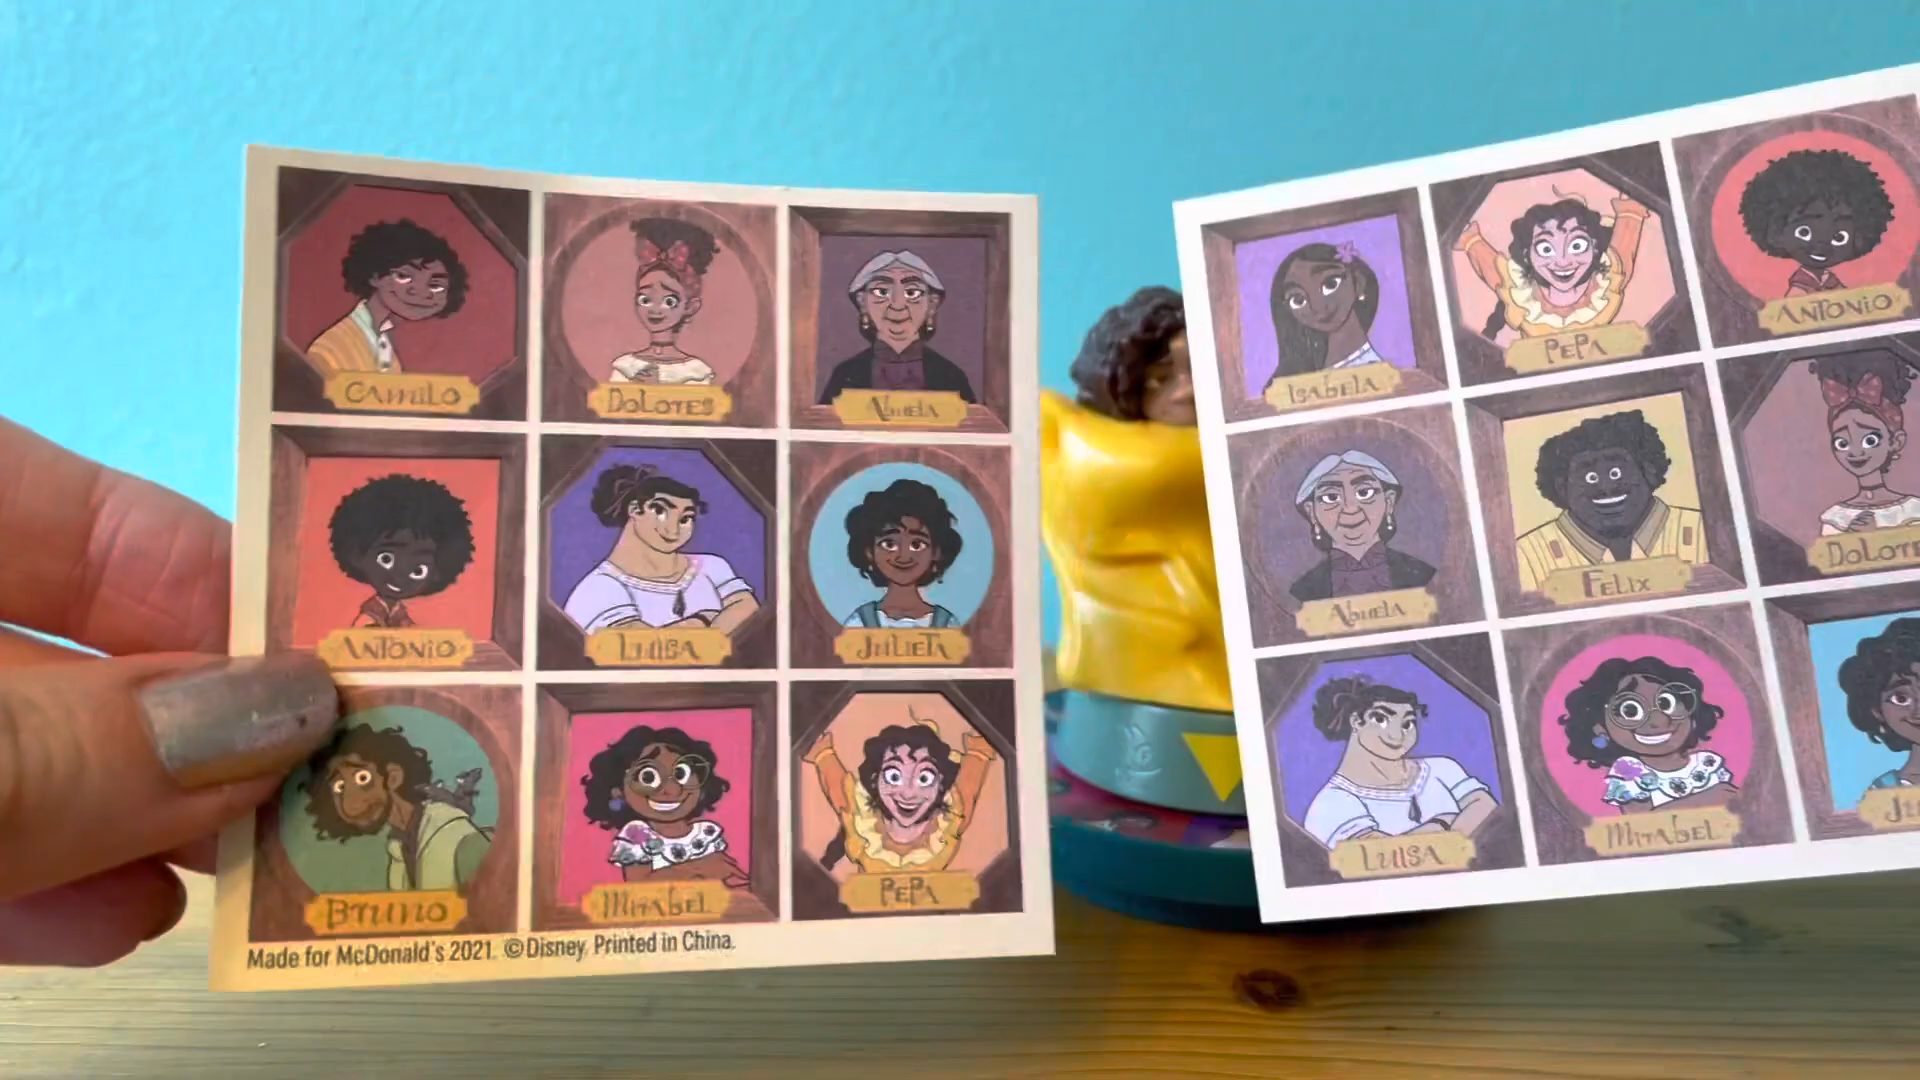 CAMILO
DOLORES
ABUELA
ANTONIO
LUISA
JULIETA
BRUNO
MIRABEL
PEPA
Made for McDonald's 2021. ©Disney. Printed in China.
ISABELA
PEPA
ANTONIO
ABUELA
FELIX
DOLORE
LUISA
MIRABEL